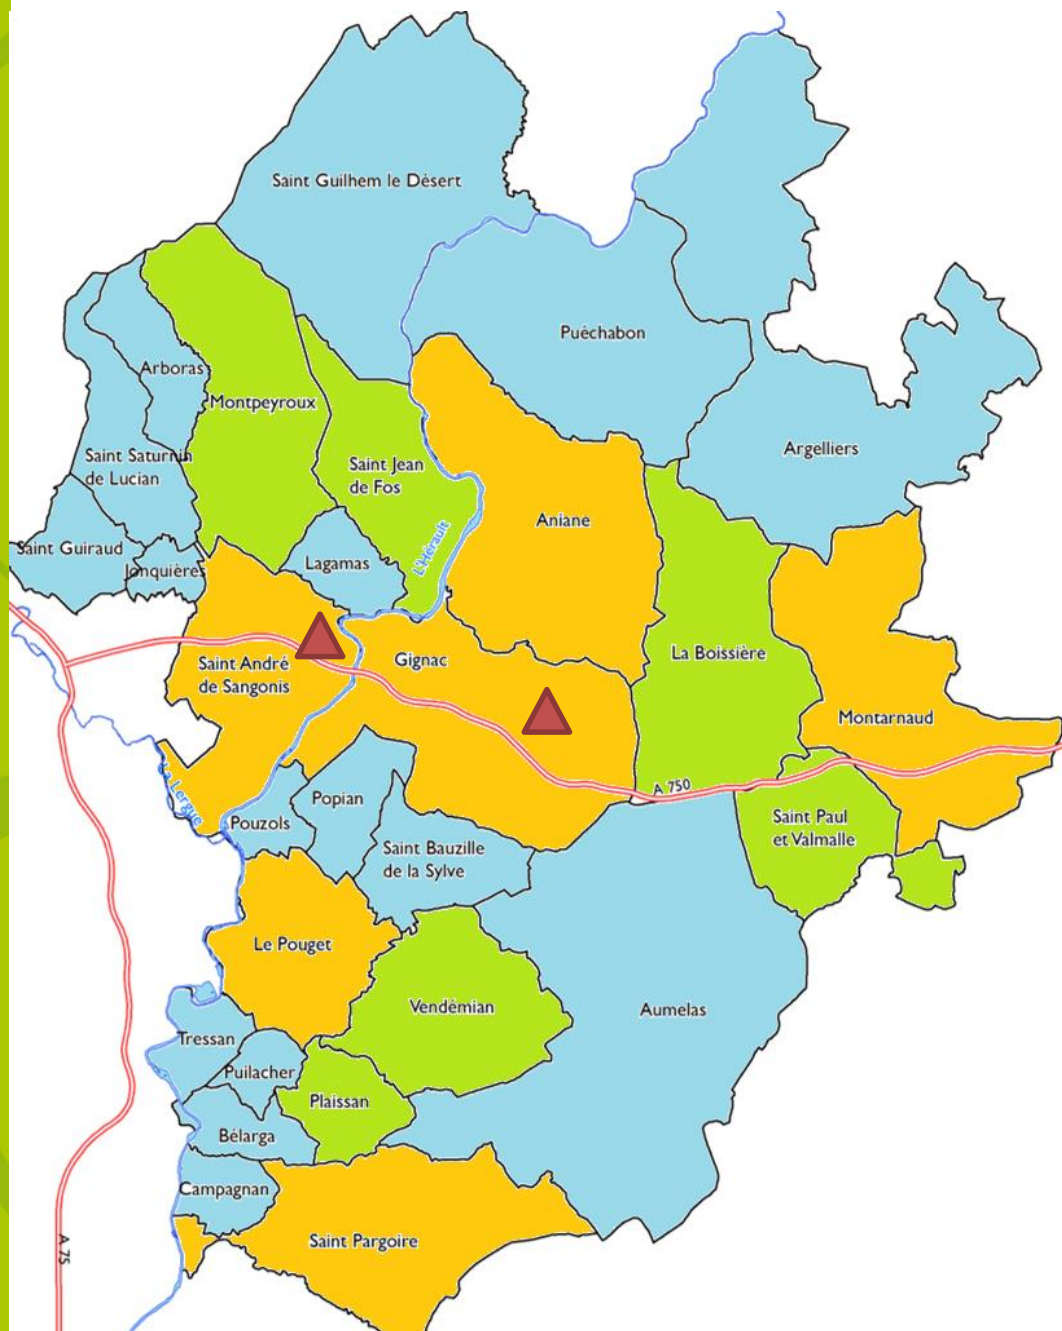 Saint Guilhem le Désert
Puéchabon
Arboras
Montpeyroux
Argelliers
Saint Saturnin
de Lucian
Saint Jean
de Fos
Aniane
L'Hérault
Saint Guiraud
Jonquières
Lagamas
La Boissière
Saint André
de Sangonis
Gignac
Montarnaud
A 750
La Lergue
Pouzols
Popian
Saint Paul
et Valmalle
Saint Bauzille
de la Sylve
Le Pouget
Vendémian
Aumelas
Tressan
Puilacher
Plaissan
Bélarga
Campagnan
Saint Pargoire
A 75